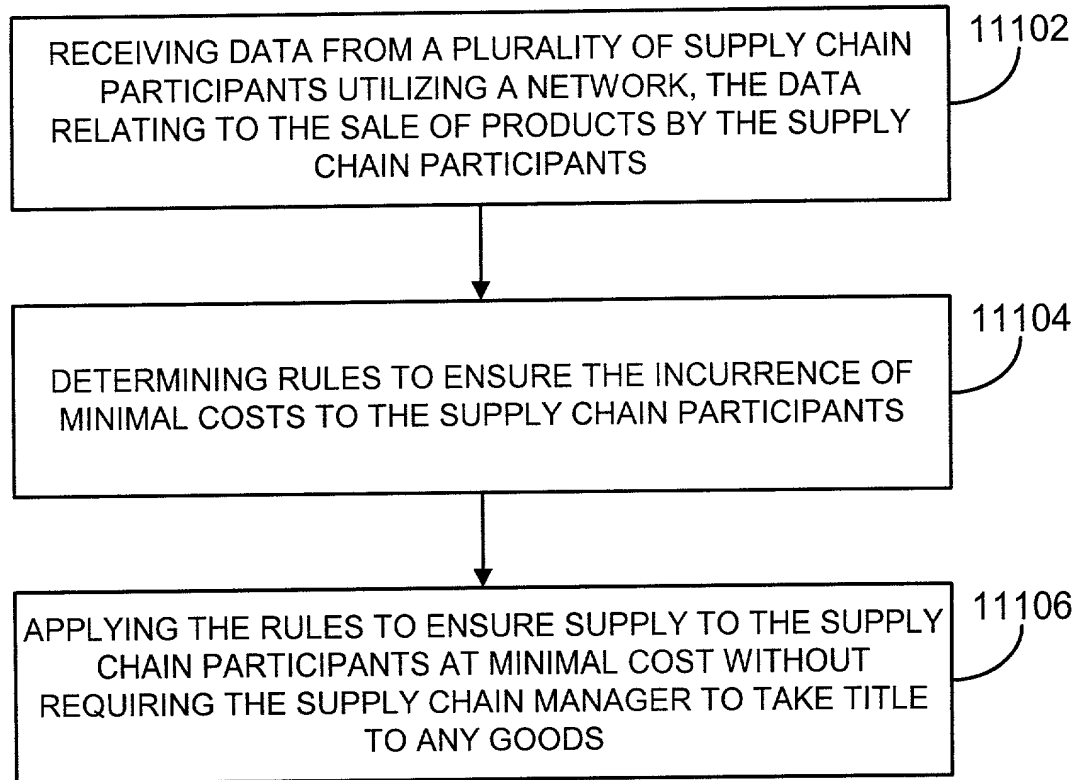 RECEIVING DATA FROM A PLURALITY OF SUPPLY CHAIN
PARTICIPANTS UTILIZING A NETWORK, THE DATA
RELATING TO THE SALE OF PRODUCTS BY THE SUPPLY
CHAIN PARTICIPANTS
11102
DETERMINING RULES TO ENSURE THE INCURRENCE OF
MINIMAL COSTS TO THE SUPPLY CHAIN PARTICIPANTS
11104
APPLYING THE RULES TO ENSURE SUPPLY TO THE SUPPLY
CHAIN PARTICIPANTS AT MINIMAL COST WITHOUT
REQUIRING THE SUPPLY CHAIN MANAGER TO TAKE TITLE
TO ANY GOODS
11106